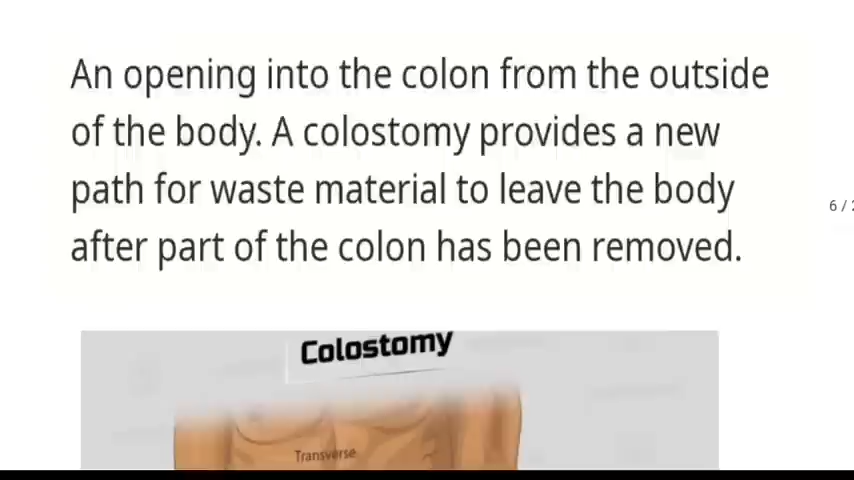 An opening into the colon from the outside
of the body. A colostomy provides a new
path for waste material to leave the body
after part of the colon has been removed.
6 /
Colostomy
Transverse